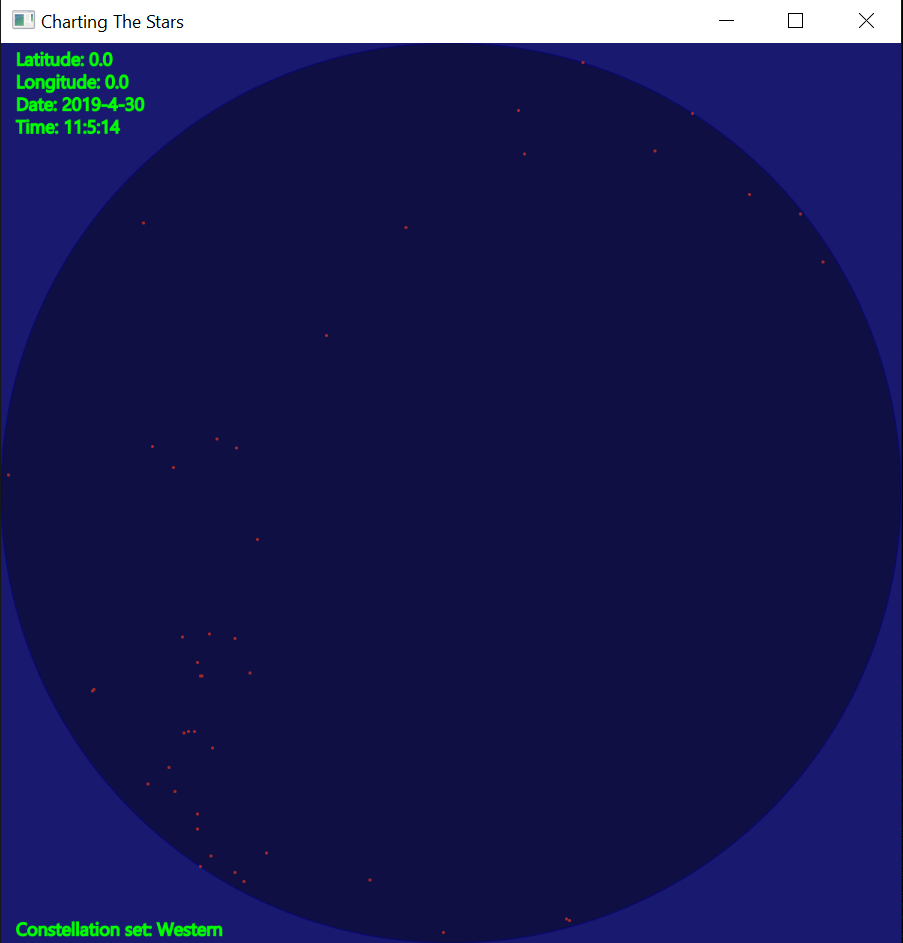 Charting The Stars
Latitude: 0.0
Longitude: 0.0
Date: 2019-4-30
Time: 11:5:14
Constellation set: Western